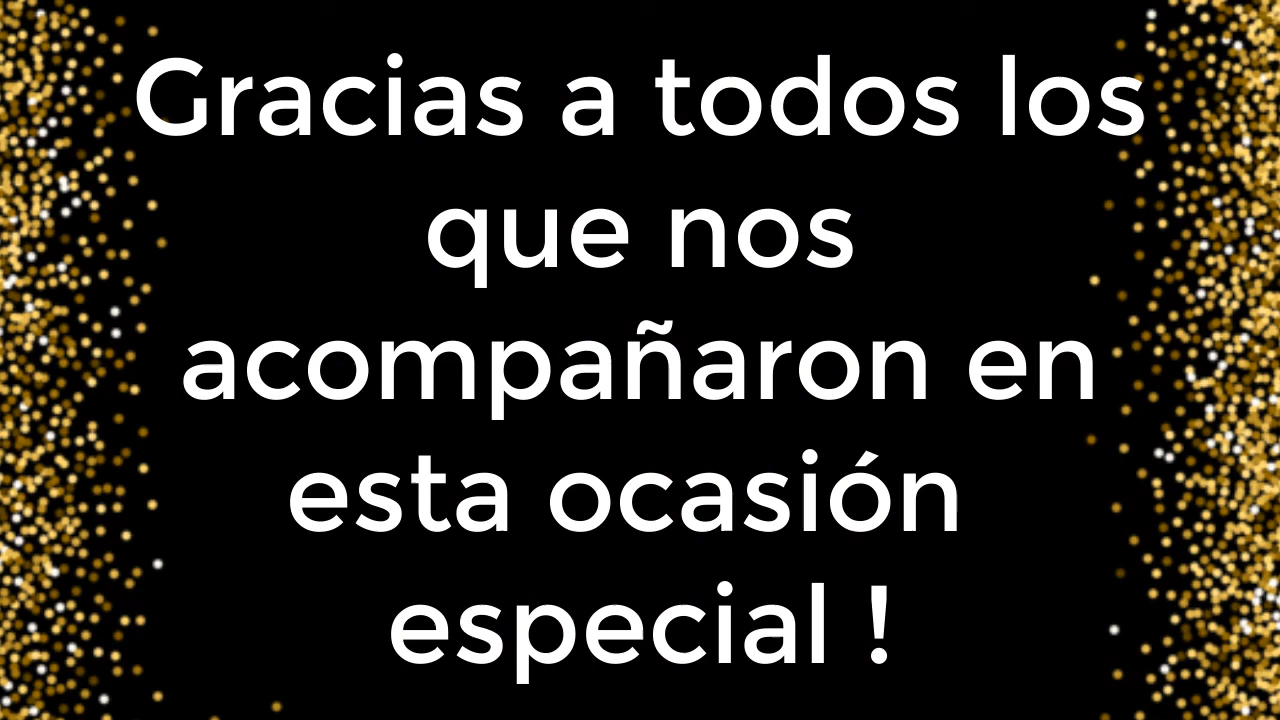 Gracias a todos los
que nos
acompañaron en
esta ocasión
especial !